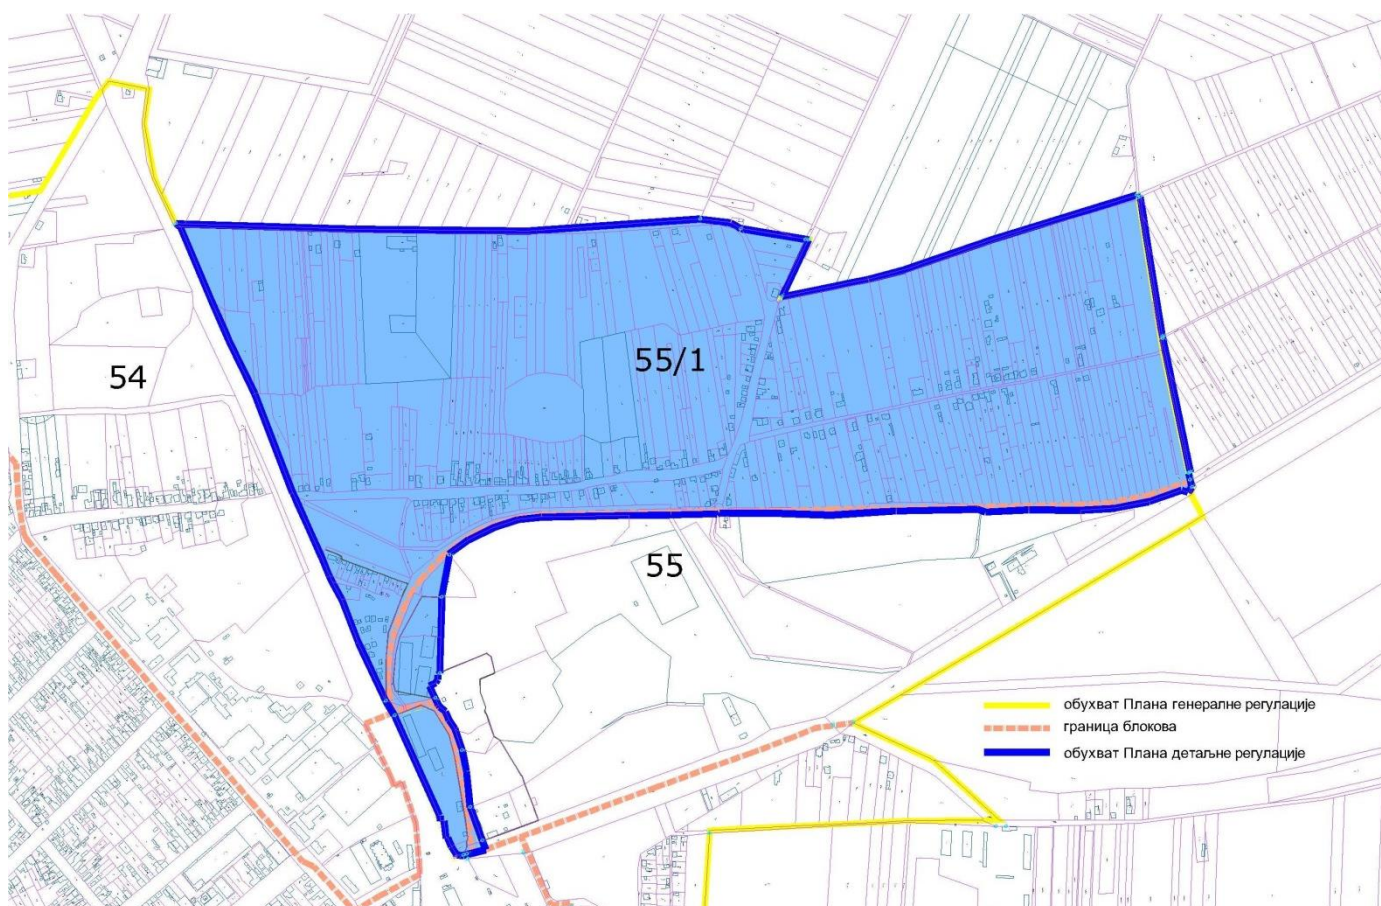 55/1
54
55
обухват Плана генералне регулације
граница блокова
обухват Плана детаљне регулације